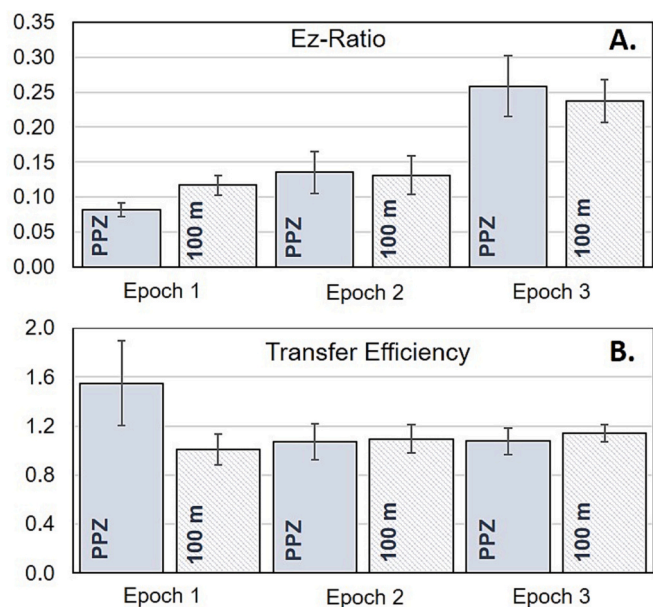 0.35
Ez-Ratio
A.
0.30
0.25
0.20
0.15
0.10
0.05
0.00
PPZ
100 m
PPZ
100 m
PPZ
100 m
Epoch 1
Epoch 2
Epoch 3
2.0
Transfer Efficiency
B.
1.6
1.2
0.8
0.4
0.0
PPZ
100 m
PPZ
100 m
PPZ
100 m
Epoch 1
Epoch 2
Epoch 3